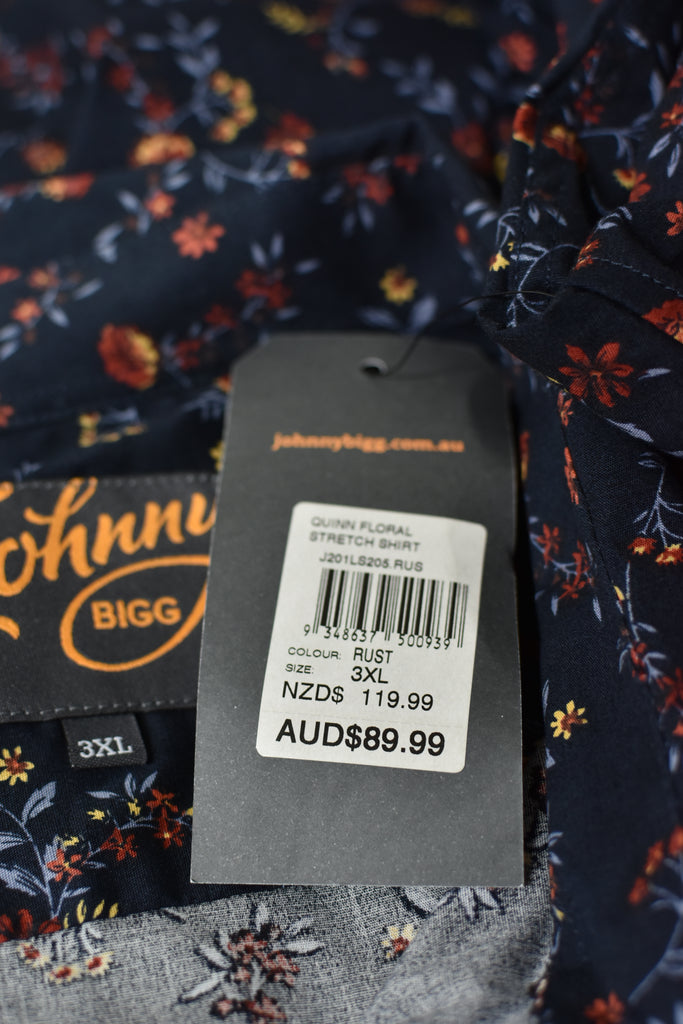 johnnybigg.com.au
QUINN FLORAL
STRETCH SHIRT
J201LS205.RUS
9 348637 500939
COLOUR: RUST
SIZE: 3XL
NZD$ 119.99
AUD$89.99
Johnny
BIGG
3XL